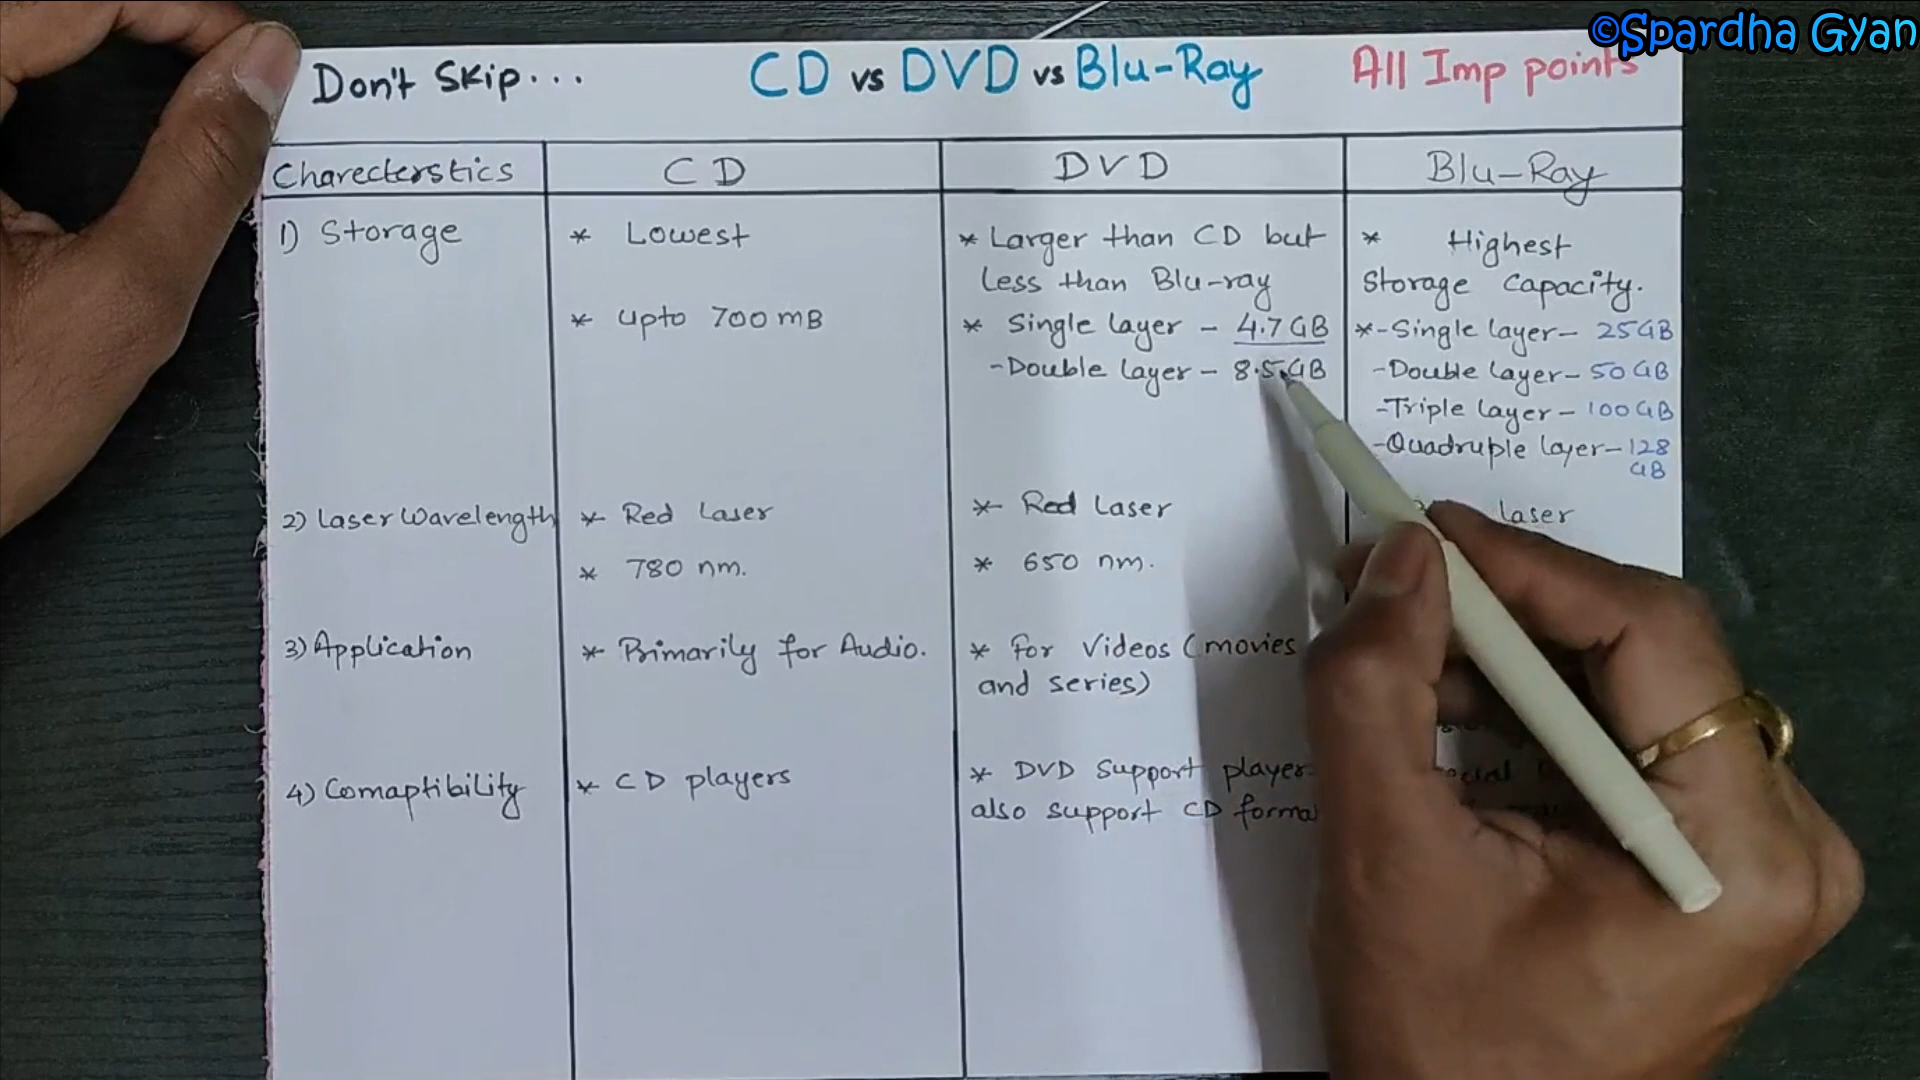 ©Spardha Gyan
Don't Skip...
CD vs DVD vs Blu-Ray
All Imp points
Charecterstics
CD
DVD
Blu-Ray
1) Storage
* Lowest
* upto 700 MB
* Larger than CD but
less than Blu-ray
* Single layer - 4.7 GB
- Double layer - 8.5 GB
* Highest
Storage Capacity.
* - Single layer - 25 GB
- Double layer - 50 GB
- Triple layer - 100 GB
- Quadruple layer - 128
GB
2) Laser Wavelength
* Red Laser
* 780 nm.
* Red Laser
* 650 nm.
laser
3) Application
* Primarily for Audio.
* For Videos (movies
and series)
4) Comaptibility
* CD players
* DVD Support player
also support CD forma